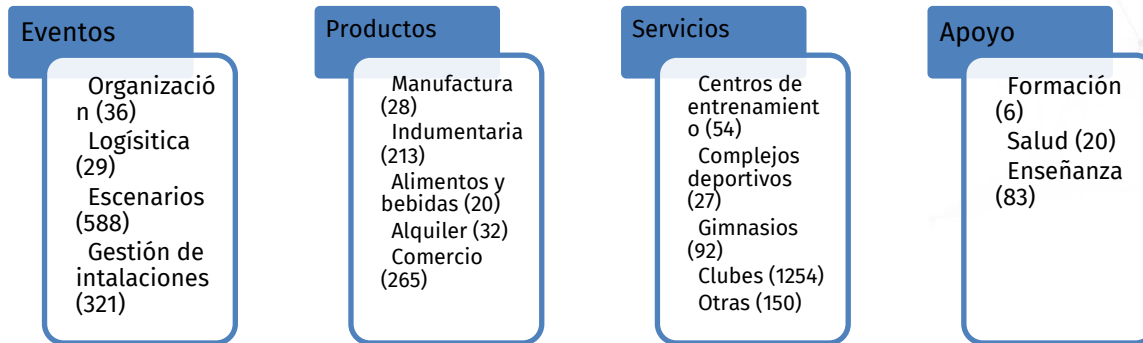 Eventos
Organizació
n (36)
Logísitica
(29)
Escenarios
(588)
Gestión de
intalaciones
(321)
Productos
Manufactura
(28)
Indumentaria
(213)
Alimentos y
bebidas (20)
Alquiler (32)
Comercio
(265)
Servicios
Centros de
entrenamient
o (54)
Complejos
deportivos
(27)
Gimnasios
(92)
Clubes (1254)
Otras (150)
Apoyo
Formación
(6)
Salud (20)
Enseñanza
(83)